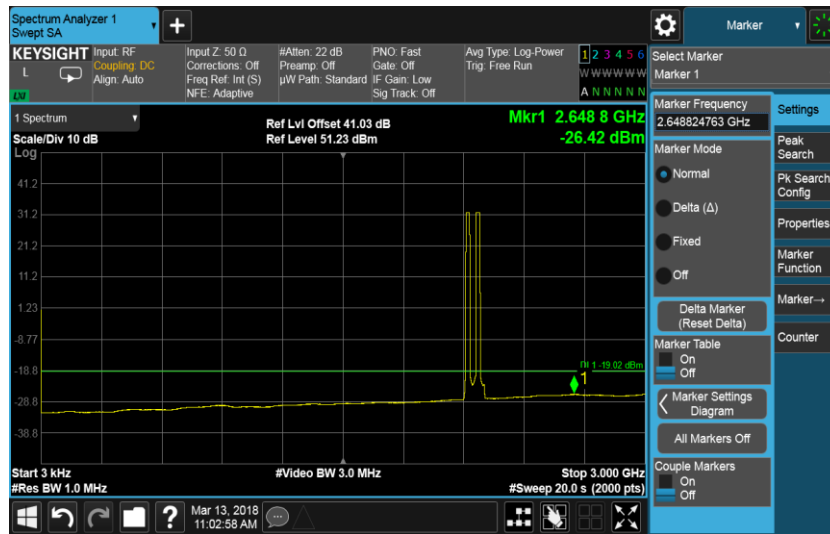 Spectrum Analyzer 1
Swept SA
+
Marker
KEYSIGHT
L
LXI
Input: RF
Coupling: DC
Align: Auto
Input Z: 50 Ω
Corrections: Off
Freq Ref: Int (S)
NFE: Adaptive
#Atten: 22 dB
Preamp: Off
µW Path: Standard
PNO: Fast
Gate: Off
IF Gain: Low
Sig Track: Off
Avg Type: Log-Power
Trig: Free Run
1 2 3 4 5 6
W W W W W W
A N N N N N
Select Marker
Marker 1
1 Spectrum
Scale/Div 10 dB
Log
Ref Lvl Offset 41.03 dB
Ref Level 51.23 dBm
Mkr1 2.648 8 GHz
-26.42 dBm
41.2
31.2
21.2
11.2
1.23
-8.77
-18.8
-28.8
-38.8
DL1 -19.02 dBm
1
Start 3 kHz
#Res BW 1.0 MHz
#Video BW 3.0 MHz
Stop 3.000 GHz
#Sweep 20.0 s (2000 pts)
Marker Frequency
2.648824763 GHz
Marker Mode
Normal
Delta (Δ)
Fixed
Off
Delta Marker
(Reset Delta)
Marker Table
On
Off
Marker Settings
Diagram
All Markers Off
Couple Markers
On
Off
Settings
Peak
Search
Pk Search
Config
Properties
Marker
Function
Marker→
Counter
?
Mar 13, 2018
11:02:58 AM